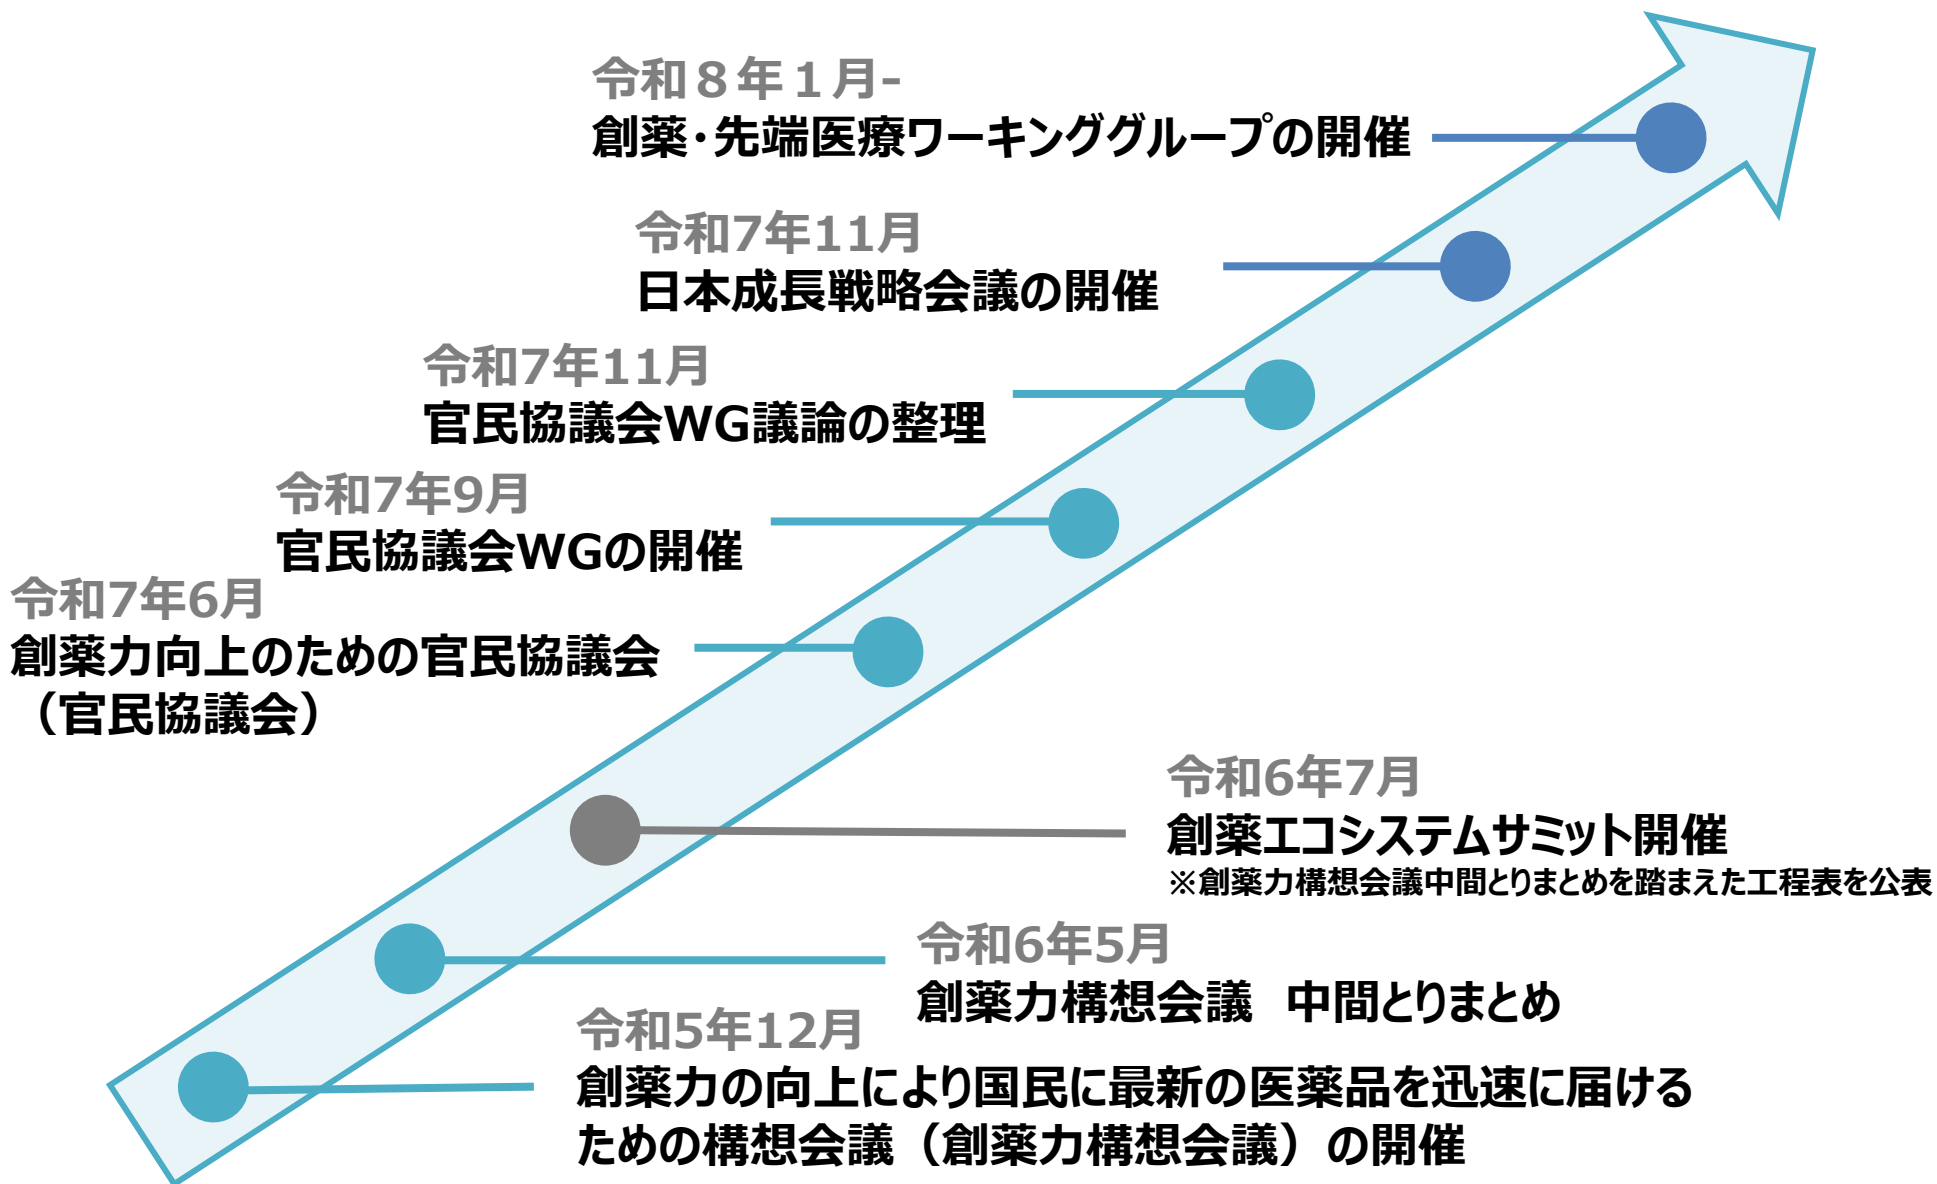 令和８年１月-
創薬・先端医療ワーキンググループの開催
令和7年11月
日本成長戦略会議の開催
令和7年11月
官民協議会WG議論の整理
令和7年9月
官民協議会WGの開催
令和7年6月
創薬力向上のための官民協議会
（官民協議会）
令和6年7月
創薬エコシステムサミット開催
※創薬力構想会議中間とりまとめを踏まえた工程表を公表
令和6年5月
創薬力構想会議　中間とりまとめ
令和5年12月
創薬力の向上により国民に最新の医薬品を迅速に届ける
ための構想会議（創薬力構想会議）の開催